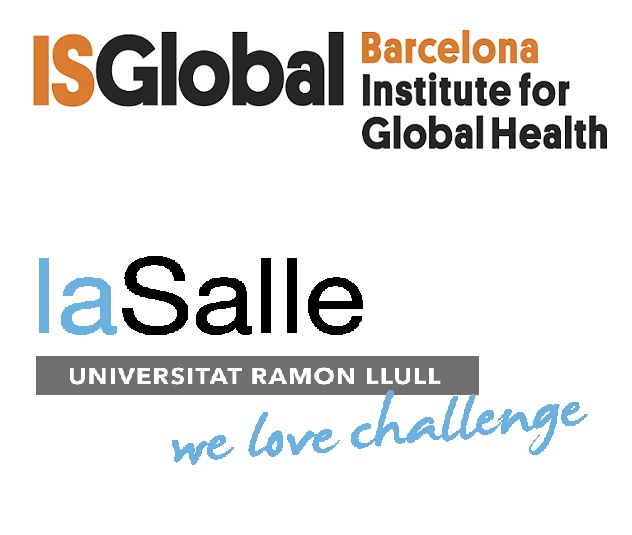 ISGlobal Barcelona
Institute for
Global Health
laSalle
UNIVERSITAT RAMON LLULL
we love challenge